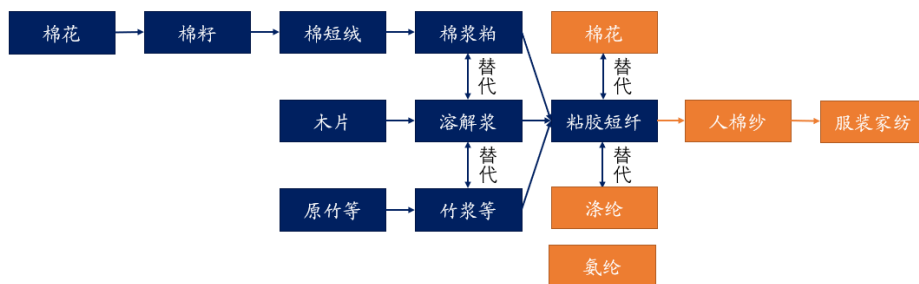 棉花
棉籽
棉短绒
棉浆粕
棉花
替代
替代
木片
溶解浆
粘胶短纤
人棉纱
服装家纺
替代
替代
原竹等
竹浆等
涤纶
氨纶